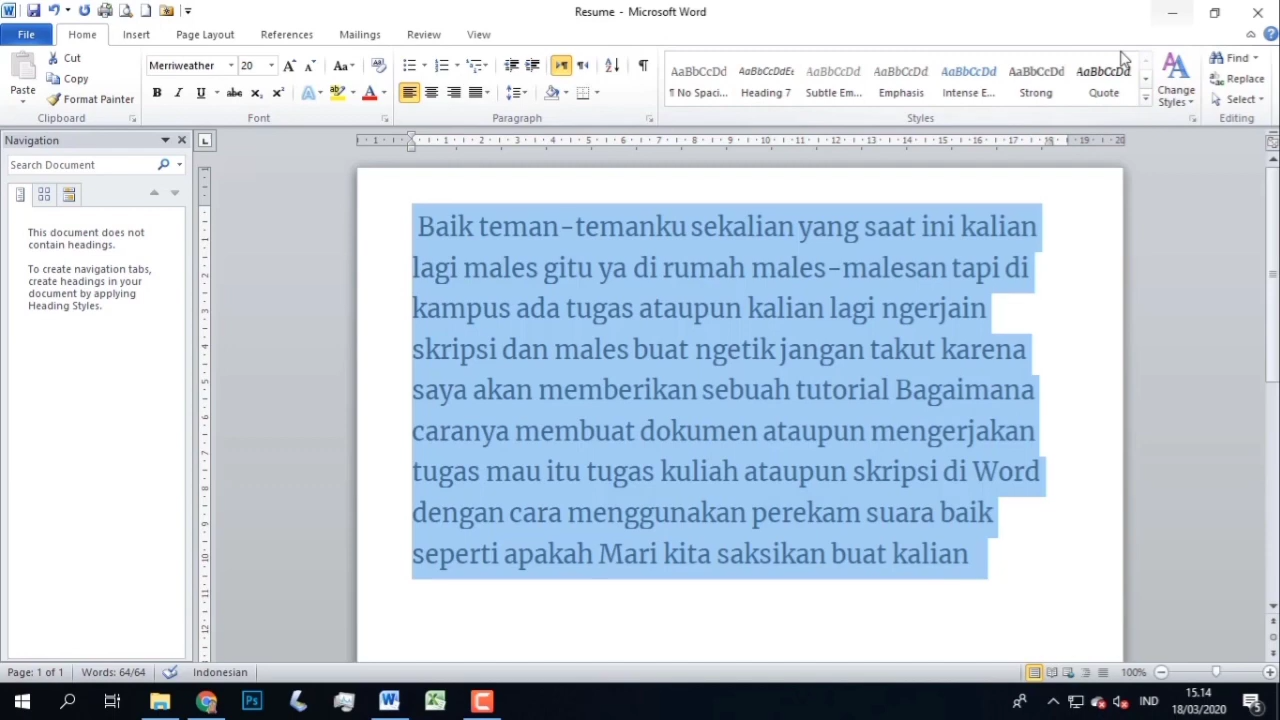 Resume - Microsoft Word
File Home Insert Page Layout References Mailings Review View
Paste
Cut
Copy
Format Painter
Clipboard
Merriweather 20
Font
Paragraph
AaBbCcDd AaBbCcDdEe AaBbCcDd AaBbCcDd AaBbCcDd AaBbCcDd AaBbCcDd
¶ No Spaci... Heading 7 Subtle Em... Emphasis Intense E... Strong Quote
Styles
Change Styles
Find
Replace
Select
Editing
Navigation
Search Document
This document does not
contain headings.
To create navigation tabs,
create headings in your
document by applying
Heading Styles.
Baik teman-temanku sekalian yang saat ini kalian
lagi males gitu ya di rumah males-malesan tapi di
kampus ada tugas ataupun kalian lagi ngerjain
skripsi dan males buat ngetik jangan takut karena
saya akan memberikan sebuah tutorial Bagaimana
caranya membuat dokumen ataupun mengerjakan
tugas mau itu tugas kuliah ataupun skripsi di Word
dengan cara menggunakan perekam suara baik
seperti apakah Mari kita saksikan buat kalian
Page: 1 of 1 Words: 64/64 Indonesian 100%
IND
15.14
18/03/2020
5